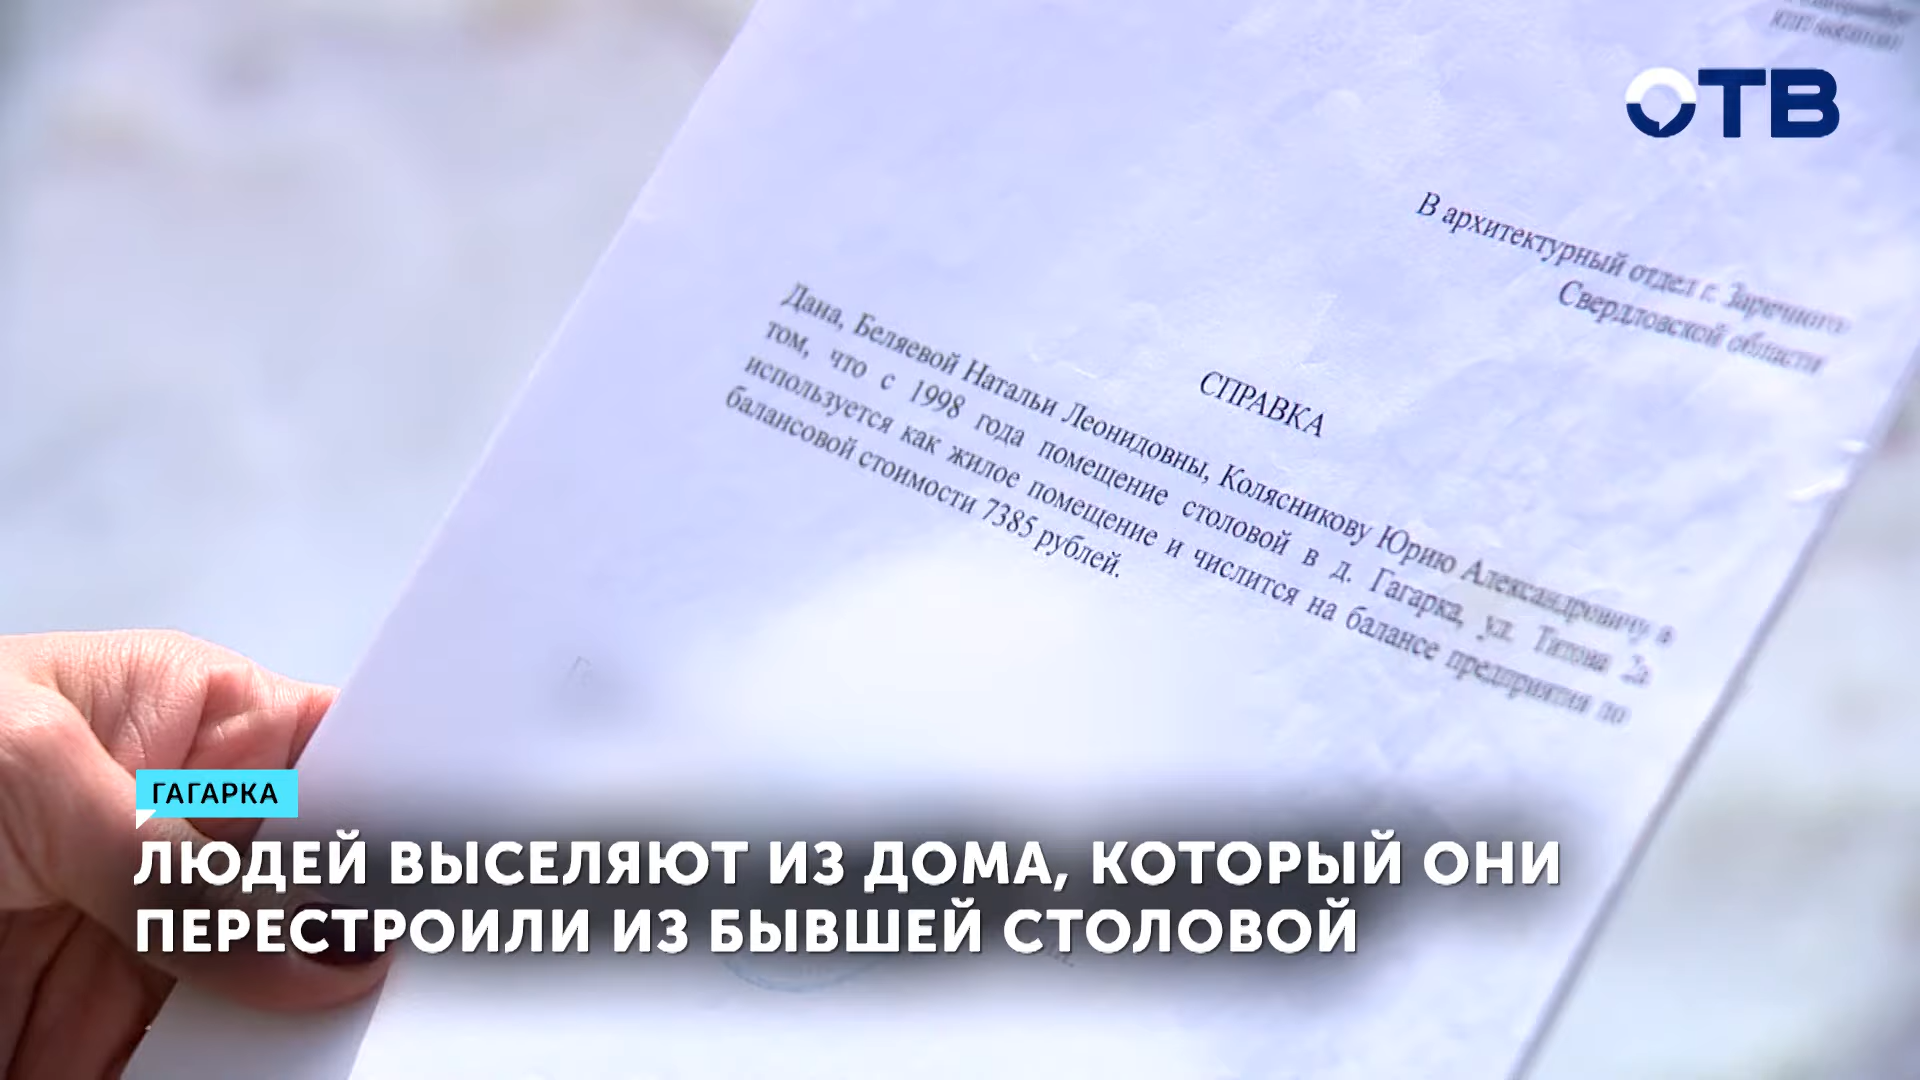 ОТВ
В архитектурный отдел г. Заречного
Свердловской области
СПРАВКА
Дана, Беляевой Натальи Леонидовны, Колясникову Юрию Александровичу в
том, что с 1998 года помещение столовой в д. Гагарка, ул. Титова 2а
используется как жилое помещение и числится на балансе предприятия по
балансовой стоимости 7385 рублей.
ГАГАРКА
ЛЮДЕЙ ВЫСЕЛЯЮТ ИЗ ДОМА, КОТОРЫЙ ОНИ
ПЕРЕСТРОИЛИ ИЗ БЫВШЕЙ СТОЛОВОЙ